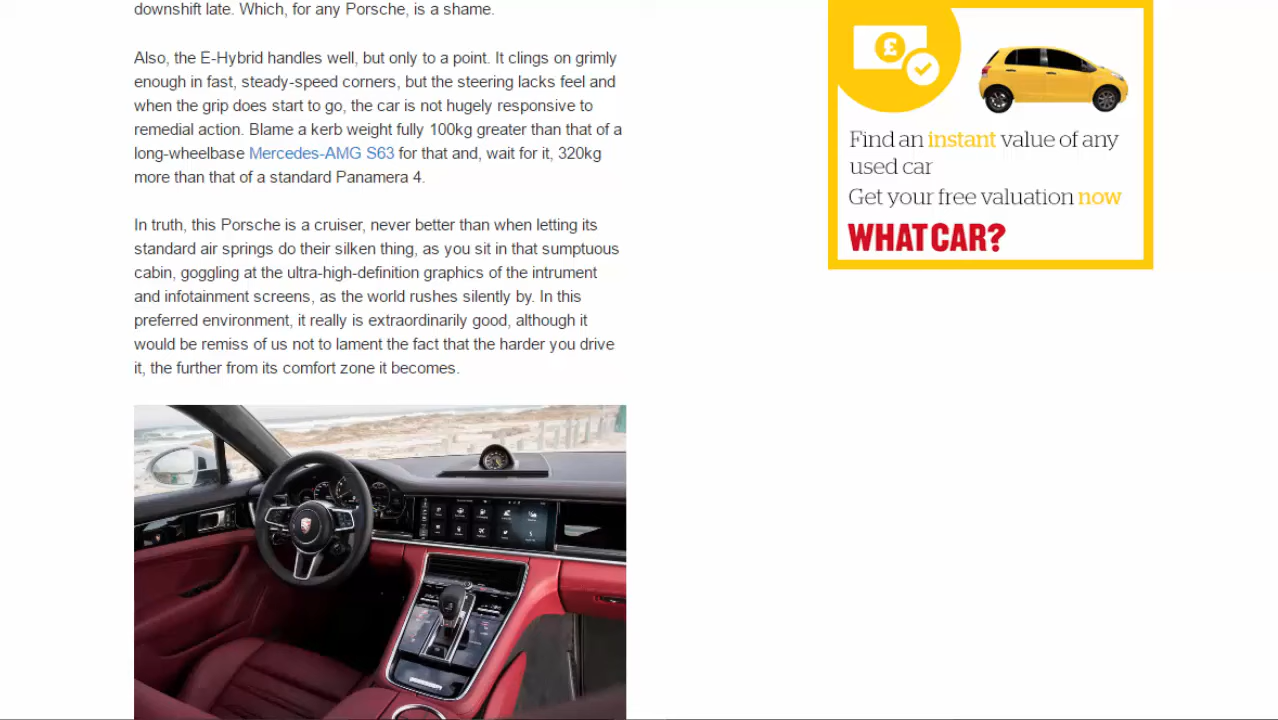 downshift late. Which, for any Porsche, is a shame.
Also, the E-Hybrid handles well, but only to a point. It clings on grimly
enough in fast, steady-speed corners, but the steering lacks feel and
when the grip does start to go, the car is not hugely responsive to
remedial action. Blame a kerb weight fully 100kg greater than that of a
long-wheelbase Mercedes-AMG S63 for that and, wait for it, 320kg
more than that of a standard Panamera 4.
In truth, this Porsche is a cruiser, never better than when letting its
standard air springs do their silken thing, as you sit in that sumptuous
cabin, goggling at the ultra-high-definition graphics of the intrument
and infotainment screens, as the world rushes silently by. In this
preferred environment, it really is extraordinarily good, although it
would be remiss of us not to lament the fact that the harder you drive
it, the further from its comfort zone it becomes.
£
Find an instant value of any
used car
Get your free valuation now
WHAT CAR?